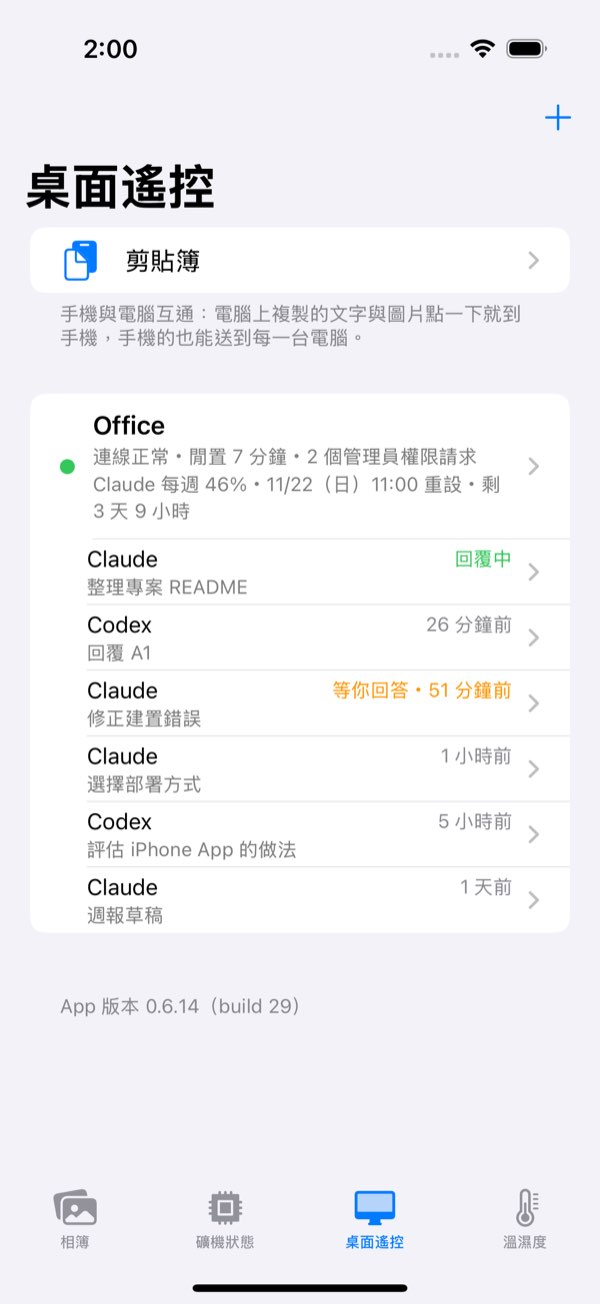 2:00
桌面遙控
剪貼簿
手機與電腦互通：電腦上複製的文字與圖片點一下就到
手機，手機的也能送到每一台電腦。
Office
連線正常・閒置 7 分鐘・2 個管理員權限請求
Claude 每週 46%・11/22（日）11:00 重設・剩
3 天 9 小時
Claude
回覆中
整理專案 README
Codex
26 分鐘前
回覆 A1
Claude
等你回答・51 分鐘前
修正建置錯誤
Claude
1 小時前
選擇部署方式
Codex
5 小時前
評估 iPhone App 的做法
Claude
1 天前
週報草稿
App 版本 0.6.14（build 29）
相簿
礦機狀態
桌面遙控
溫濕度